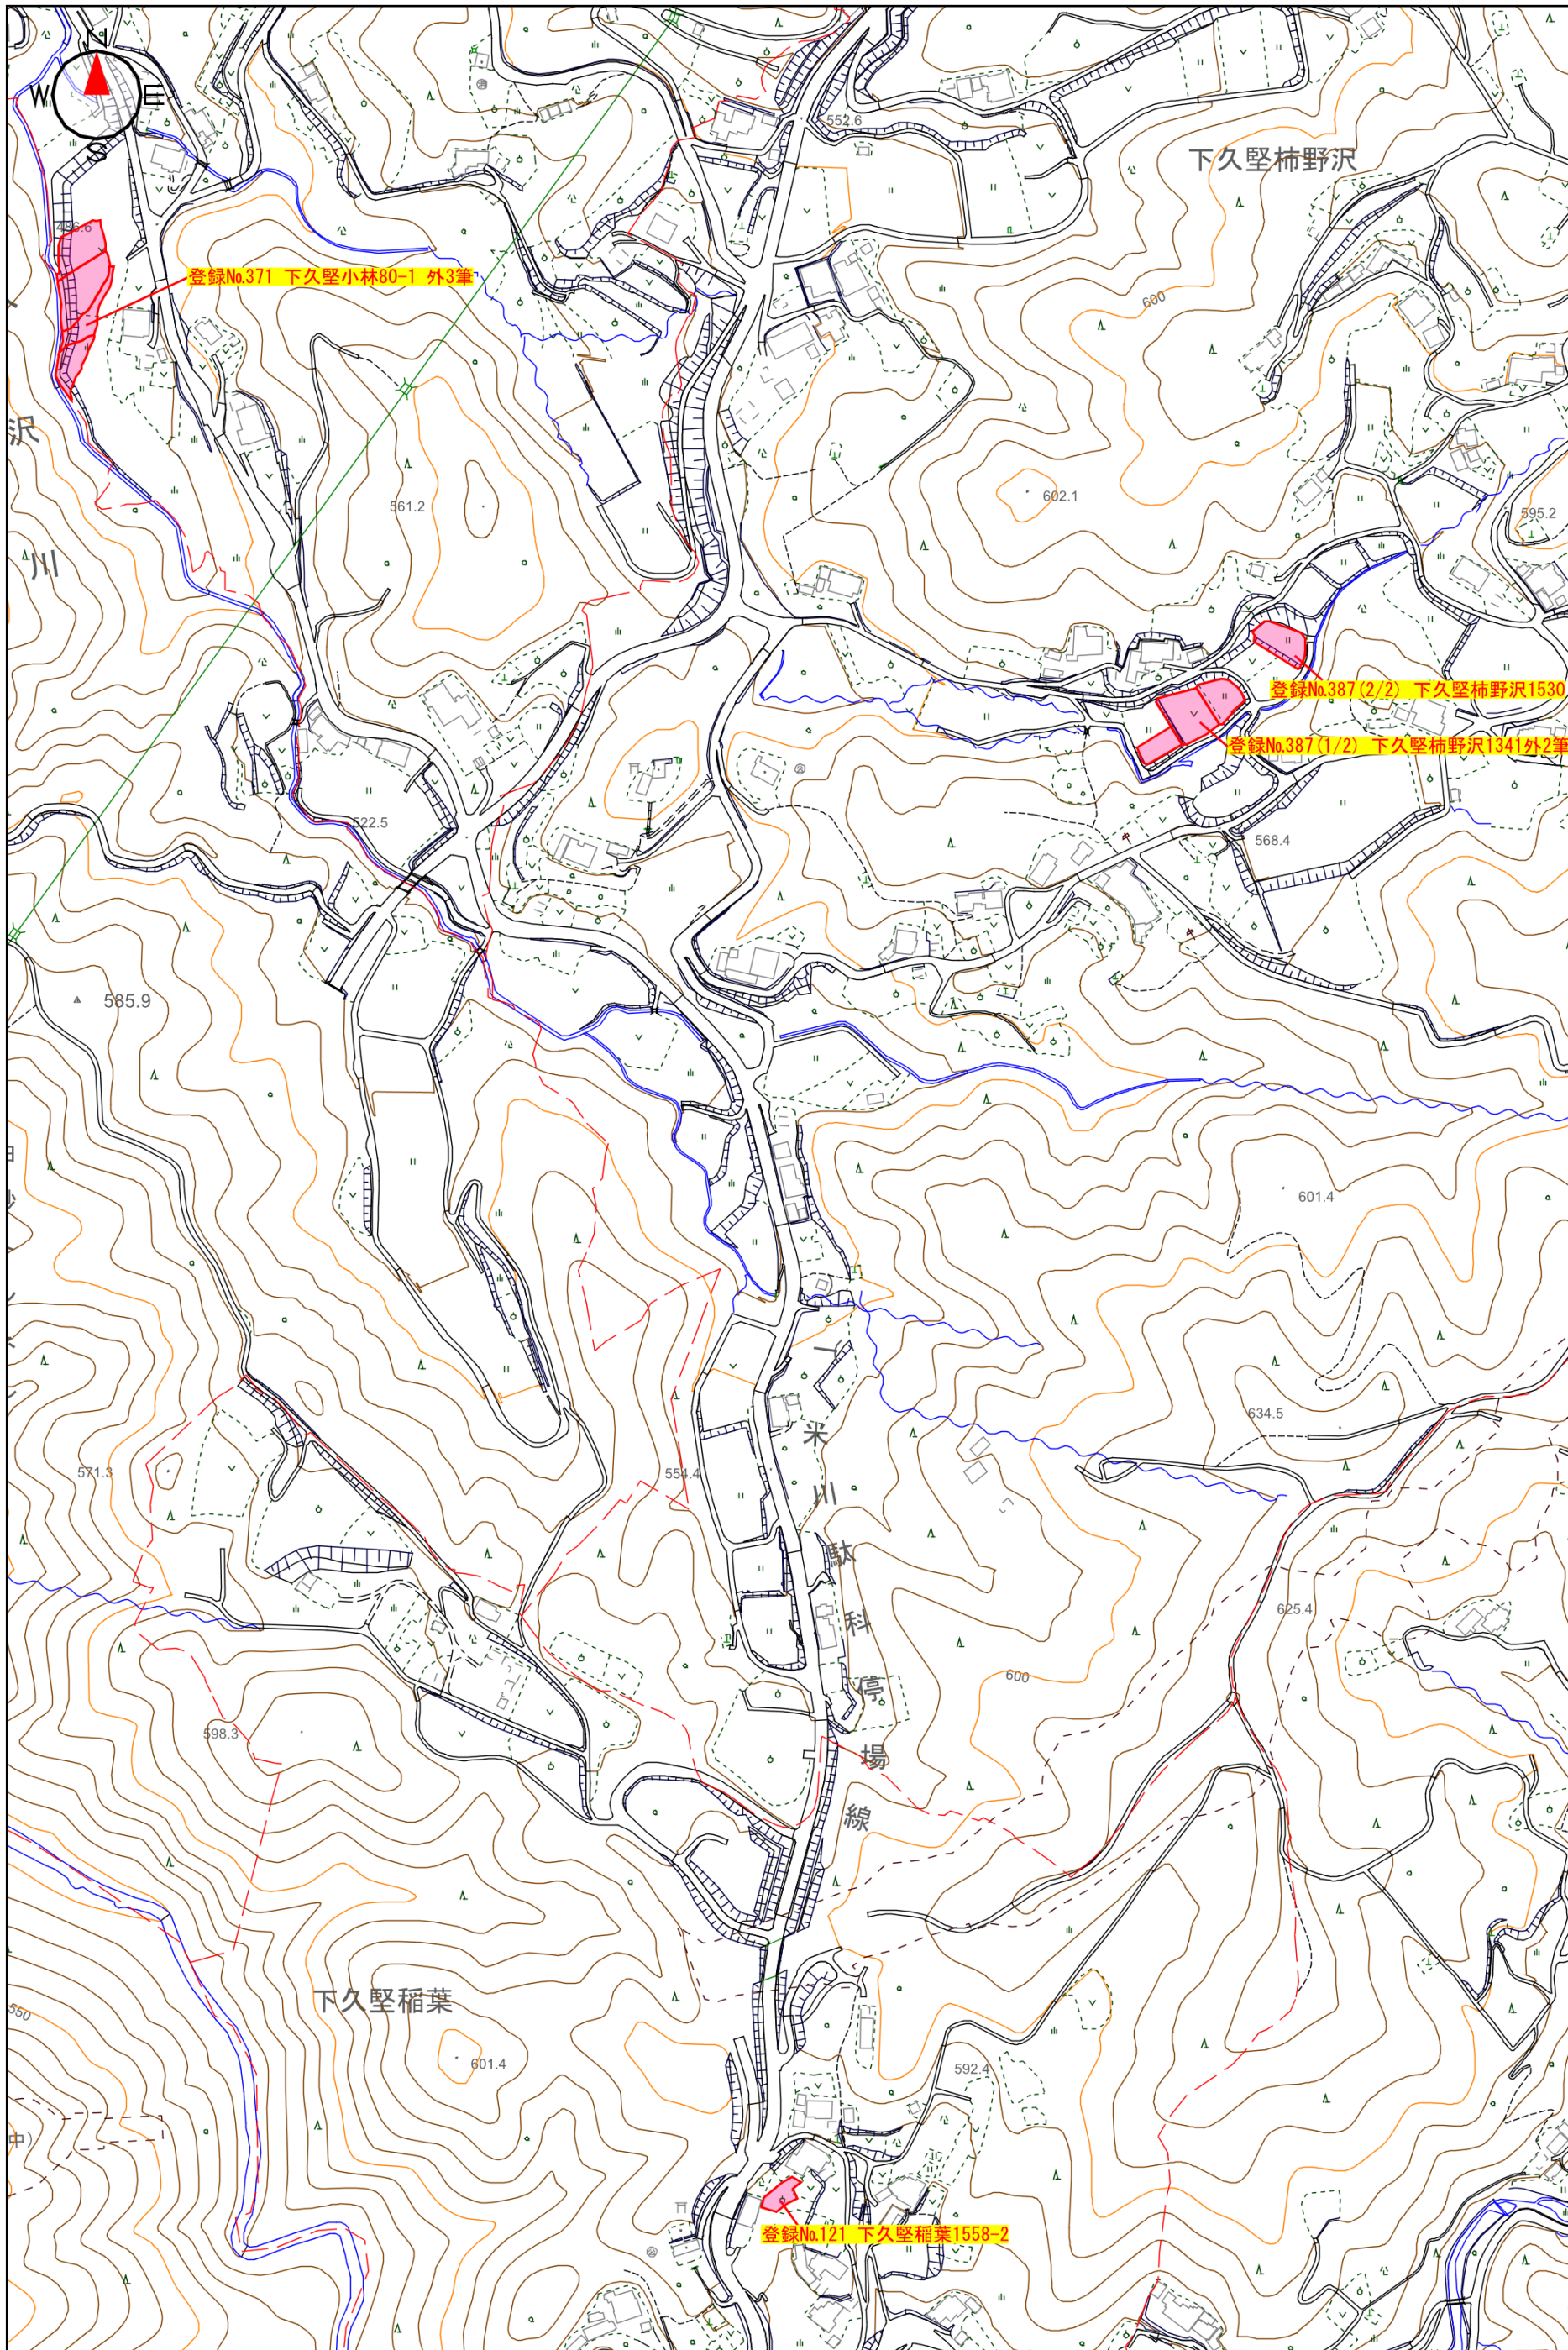 N
W
E
S
552.6
下久堅柿野沢
486.6
登録No.371 下久堅小林80-1 外3筆
600
沢
561.2
602.1
595.2
川
登録No.387(2/2) 下久堅柿野沢1530
登録No.387(1/2) 下久堅柿野沢1341外2筆
522.5
568.4
585.9
601.4
634.5
571.3
554.4
一
米
川
駄
科
停
場
線
625.4
600
598.3
下久堅稲葉
550
601.4
592.4
中)
登録No.121 下久堅稲葉1558-2